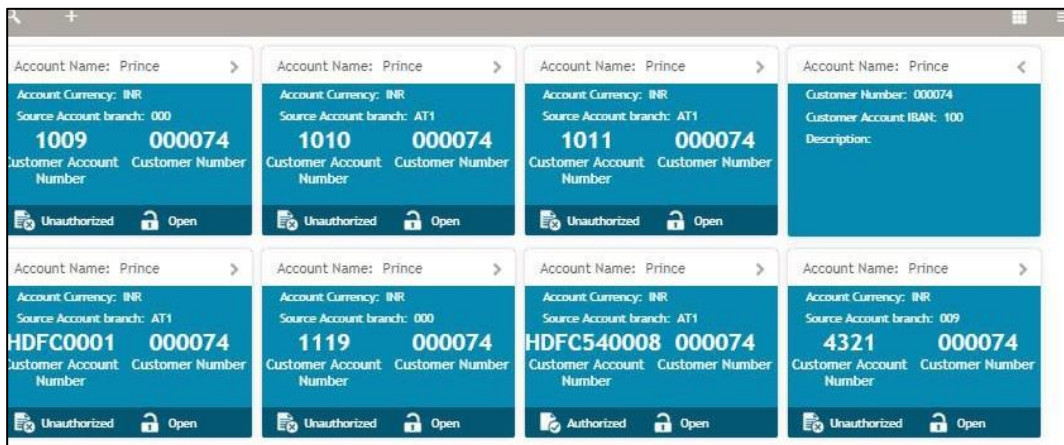 Account Name: Prince
Account Currency: INR
Source Account branch: 000
1009 000074
Customer Account Number Customer Number
Unauthorized Open
Account Name: Prince
Account Currency: INR
Source Account branch: AT1
1010 000074
Customer Account Number Customer Number
Unauthorized Open
Account Name: Prince
Account Currency: INR
Source Account branch: AT1
1011 000074
Customer Account Number Customer Number
Unauthorized Open
Account Name: Prince
Customer Number: 000074
Customer Account IBAN: 100
Description:
Account Name: Prince
Account Currency: INR
Source Account branch: AT1
HDFC0001 000074
Customer Account Number Customer Number
Unauthorized Open
Account Name: Prince
Account Currency: INR
Source Account branch: 000
1119 000074
Customer Account Number Customer Number
Unauthorized Open
Account Name: Prince
Account Currency: INR
Source Account branch: AT1
HDFC540008 000074
Customer Account Number Customer Number
Authorized Open
Account Name: Prince
Account Currency: INR
Source Account branch: 009
4321 000074
Customer Account Number Customer Number
Unauthorized Open